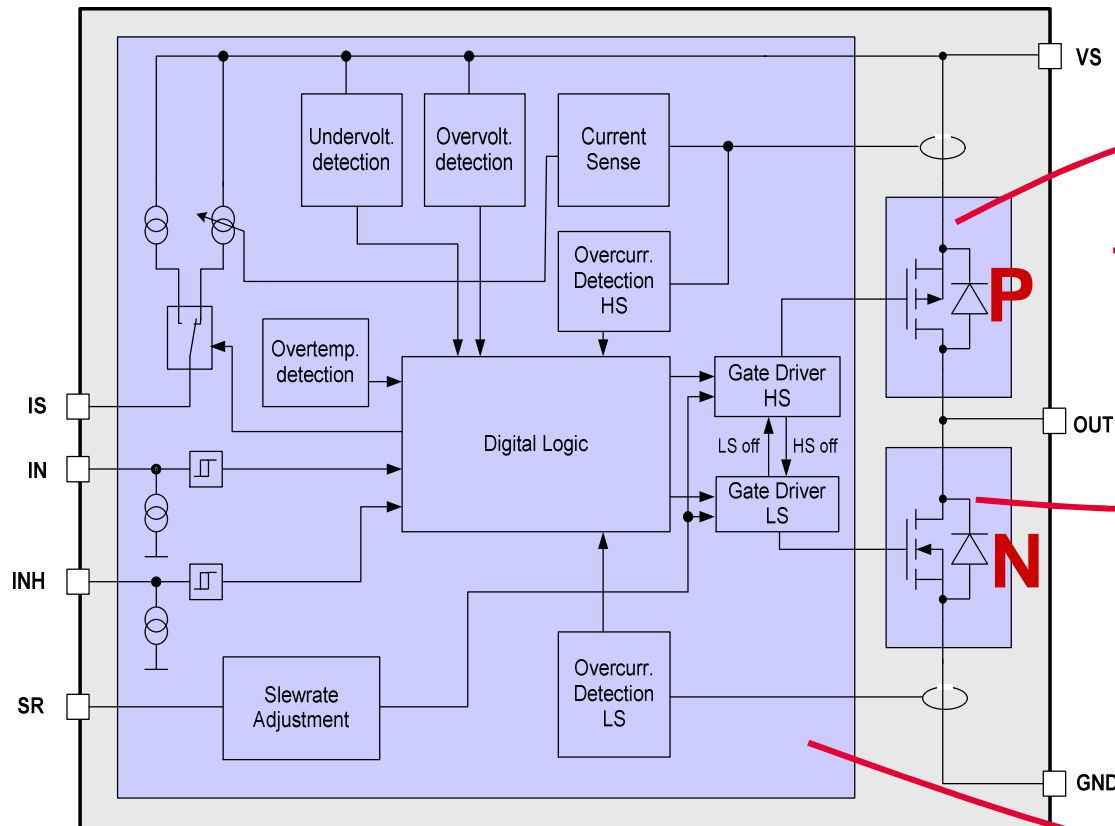 VS
Undervolt.
detection
Overvolt.
detection
Current
Sense
Overcurr.
Detection
HS
P
Overtemp.
detection
Gate Driver
HS
IS
OUT
Digital Logic
LS off
HS off
IN
Gate Driver
LS
N
INH
Overcurr.
Detection
LS
Slewrate
Adjustment
SR
GND